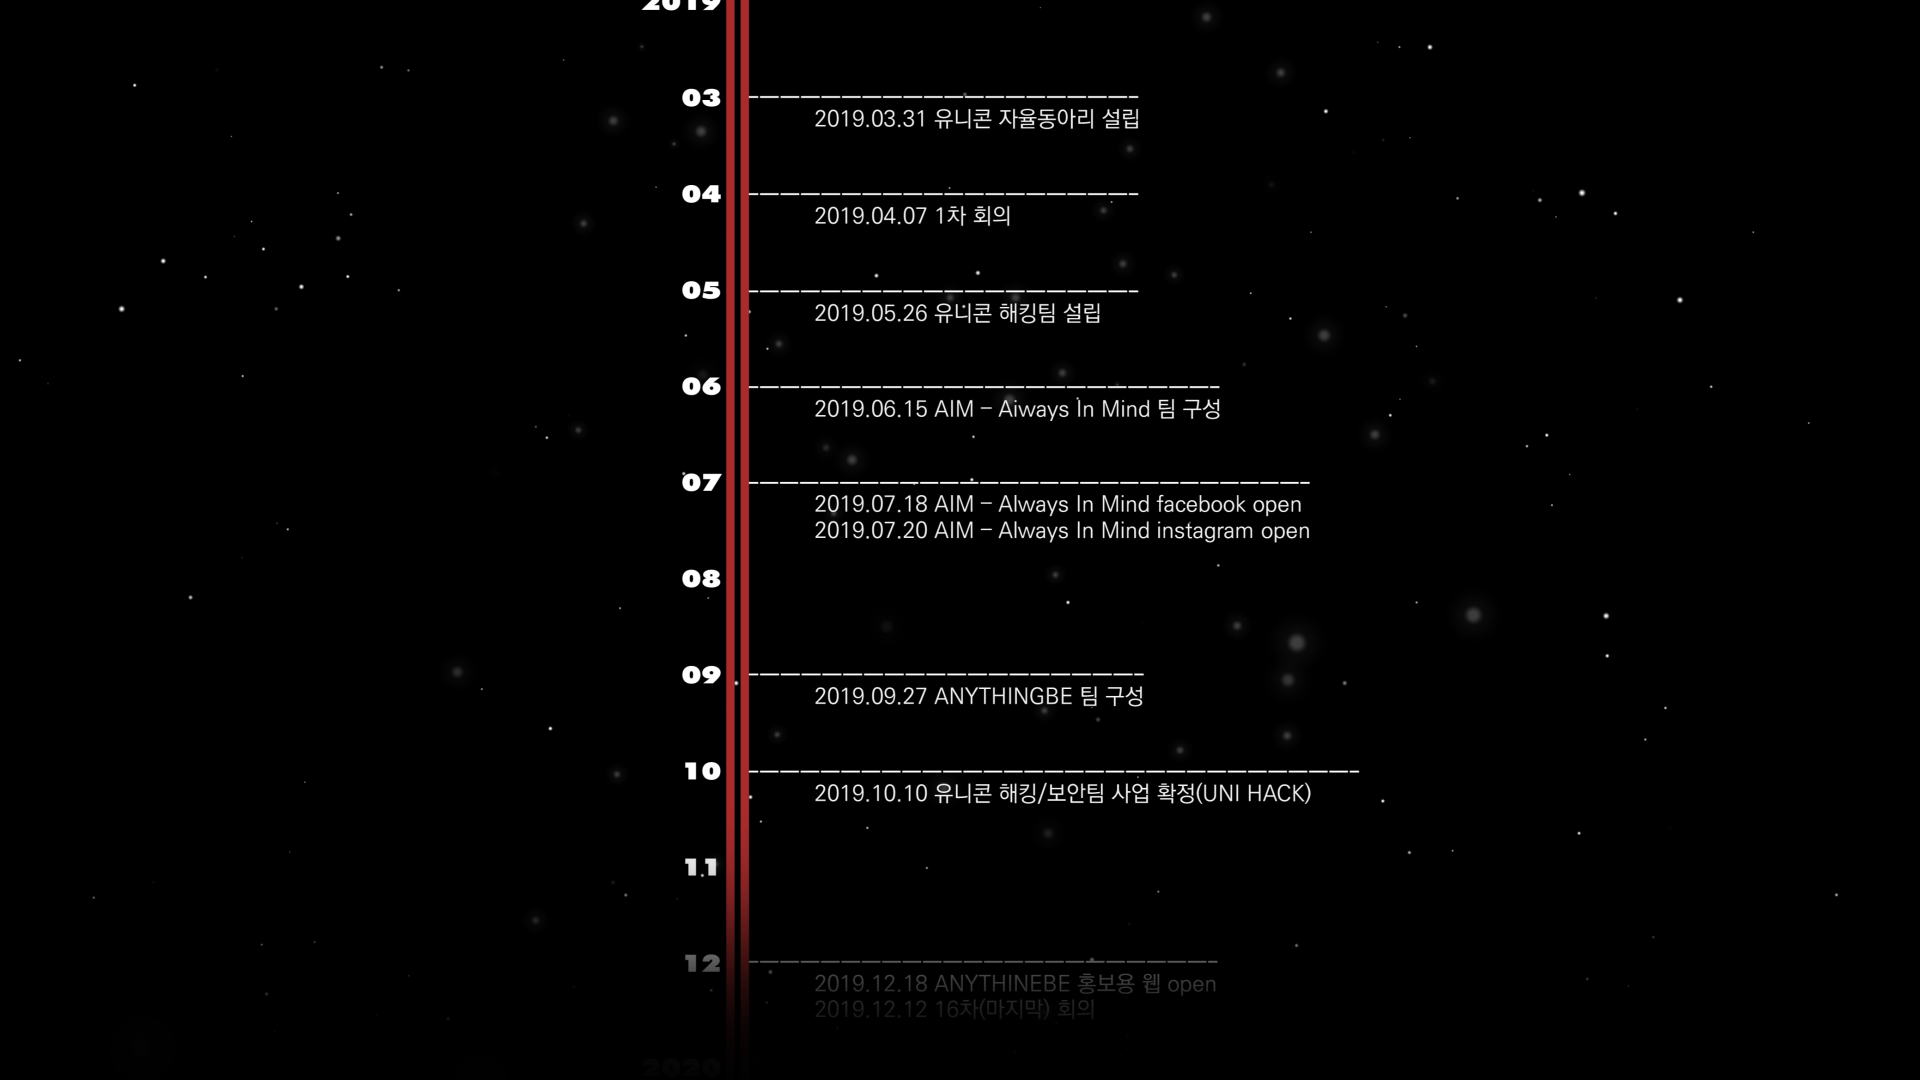 2019
03
2019.03.31 유니콘 자율동아리 설립
04
2019.04.07 1차 회의
05
2019.05.26 유니콘 해킹팀 설립
06
2019.06.15 AIM - Aiways In Mind 팀 구성
07
2019.07.18 AIM - Always In Mind facebook open
2019.07.20 AIM - Always In Mind instagram open
08
09
2019.09.27 ANYTHINGBE 팀 구성
10
2019.10.10 유니콘 해킹/보안팀 사업 확정(UNI HACK)
11
12
2019.12.18 ANYTHINEBE 홍보용 웹 open
2019.12.12 16차(마지막) 회의
2020